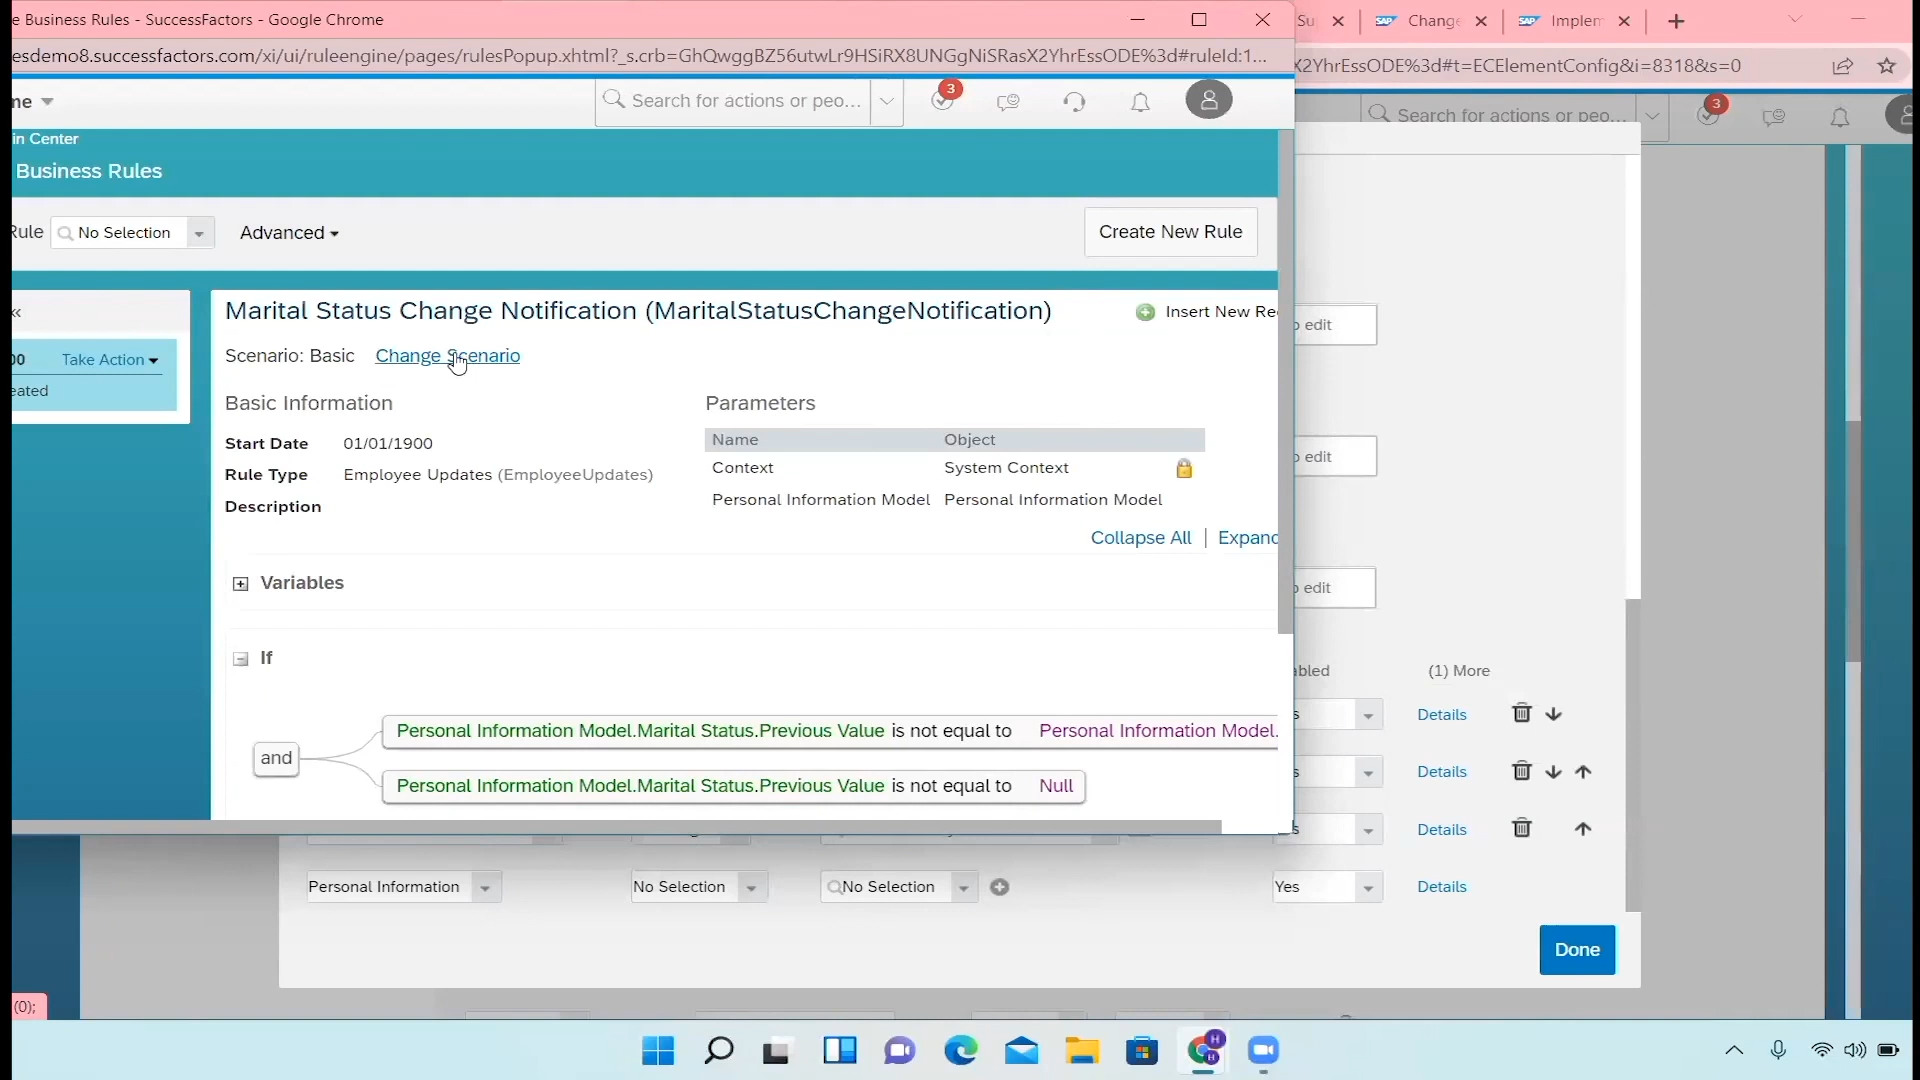 e Business Rules - SuccessFactors - Google Chrome
Change
Implem
esdemo8.successfactors.com/xi/ui/ruleengine/pages/rulesPopup.xhtml?_s.crb=GhQwggBZ56utwLr9HSiRX8UNGgNiSRasX2YhrEssODE%3d#ruleId:1...
X2YhrEssODE%3d#t=ECElementConfig&i=8318&s=0
ne
Search for actions or peo...
3
Search for actions or peo...
3
in Center
Business Rules
Rule
No Selection
Advanced
Create New Rule
Marital Status Change Notification (MaritalStatusChangeNotification)
Insert New Re
Scenario: Basic
Change Scenario
00
Take Action
eated
Basic Information
Parameters
Start Date 01/01/1900
Rule Type Employee Updates (EmployeeUpdates)
Description
Name Object
Context System Context
Personal Information Model Personal Information Model
Collapse All | Expand
Variables
If
and
Personal Information Model.Marital Status.Previous Value is not equal to Personal Information Model.
Personal Information Model.Marital Status.Previous Value is not equal to Null
o edit
o edit
o edit
abled
(1) More
s
Details
s
Details
s
Details
Personal Information
No Selection
No Selection
Yes
Details
Done
(0);
H
H